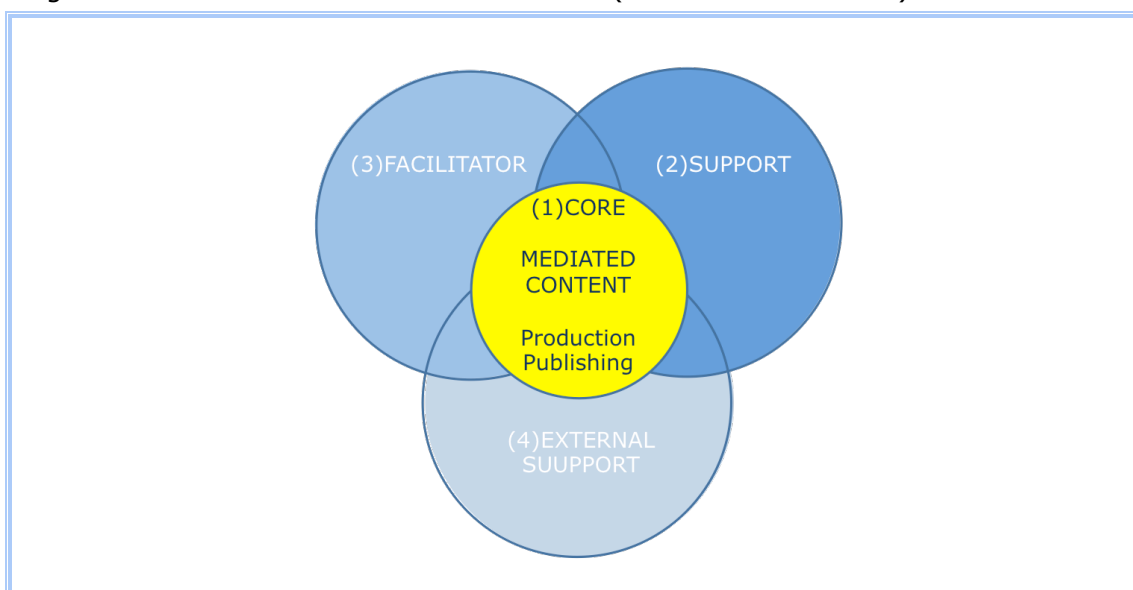 (3)FACILITATOR
(2)SUPPORT
(1)CORE
MEDIATED
CONTENT
Production
Publishing
(4)EXTERNAL
SUUPPORT